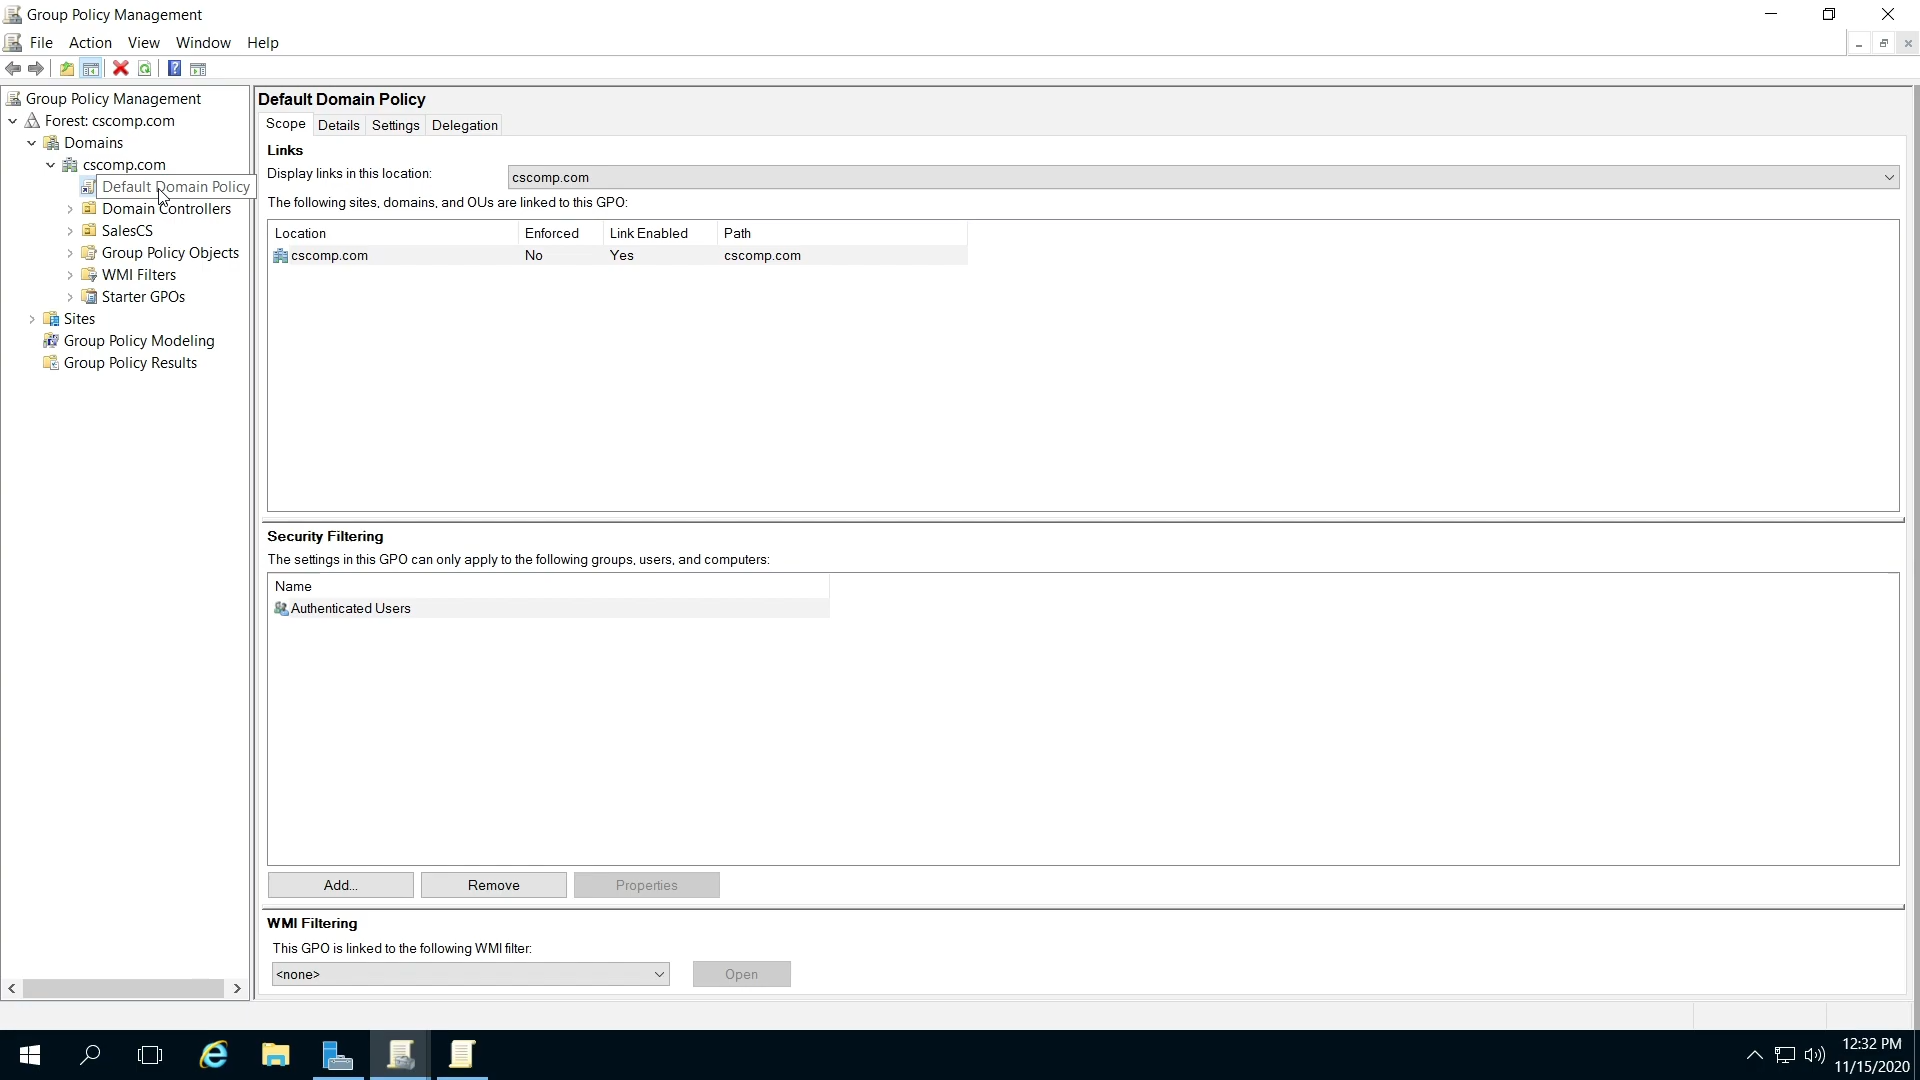 Group Policy Management
File Action View Window Help
Group Policy Management
Forest: cscomp.com
Domains
cscomp.com
Default Domain Policy
Domain Controllers
SalesCS
Group Policy Objects
WMI Filters
Starter GPOs
Sites
Group Policy Modeling
Group Policy Results
Default Domain Policy
Scope Details Settings Delegation
Links
Display links in this location: cscomp.com
The following sites, domains, and OUs are linked to this GPO:
Location Enforced Link Enabled Path
cscomp.com No Yes cscomp.com
Security Filtering
The settings in this GPO can only apply to the following groups, users, and computers:
Name
Authenticated Users
Add... Remove Properties
WMI Filtering
This GPO is linked to the following WMI filter:
<none> Open
12:32 PM
11/15/2020